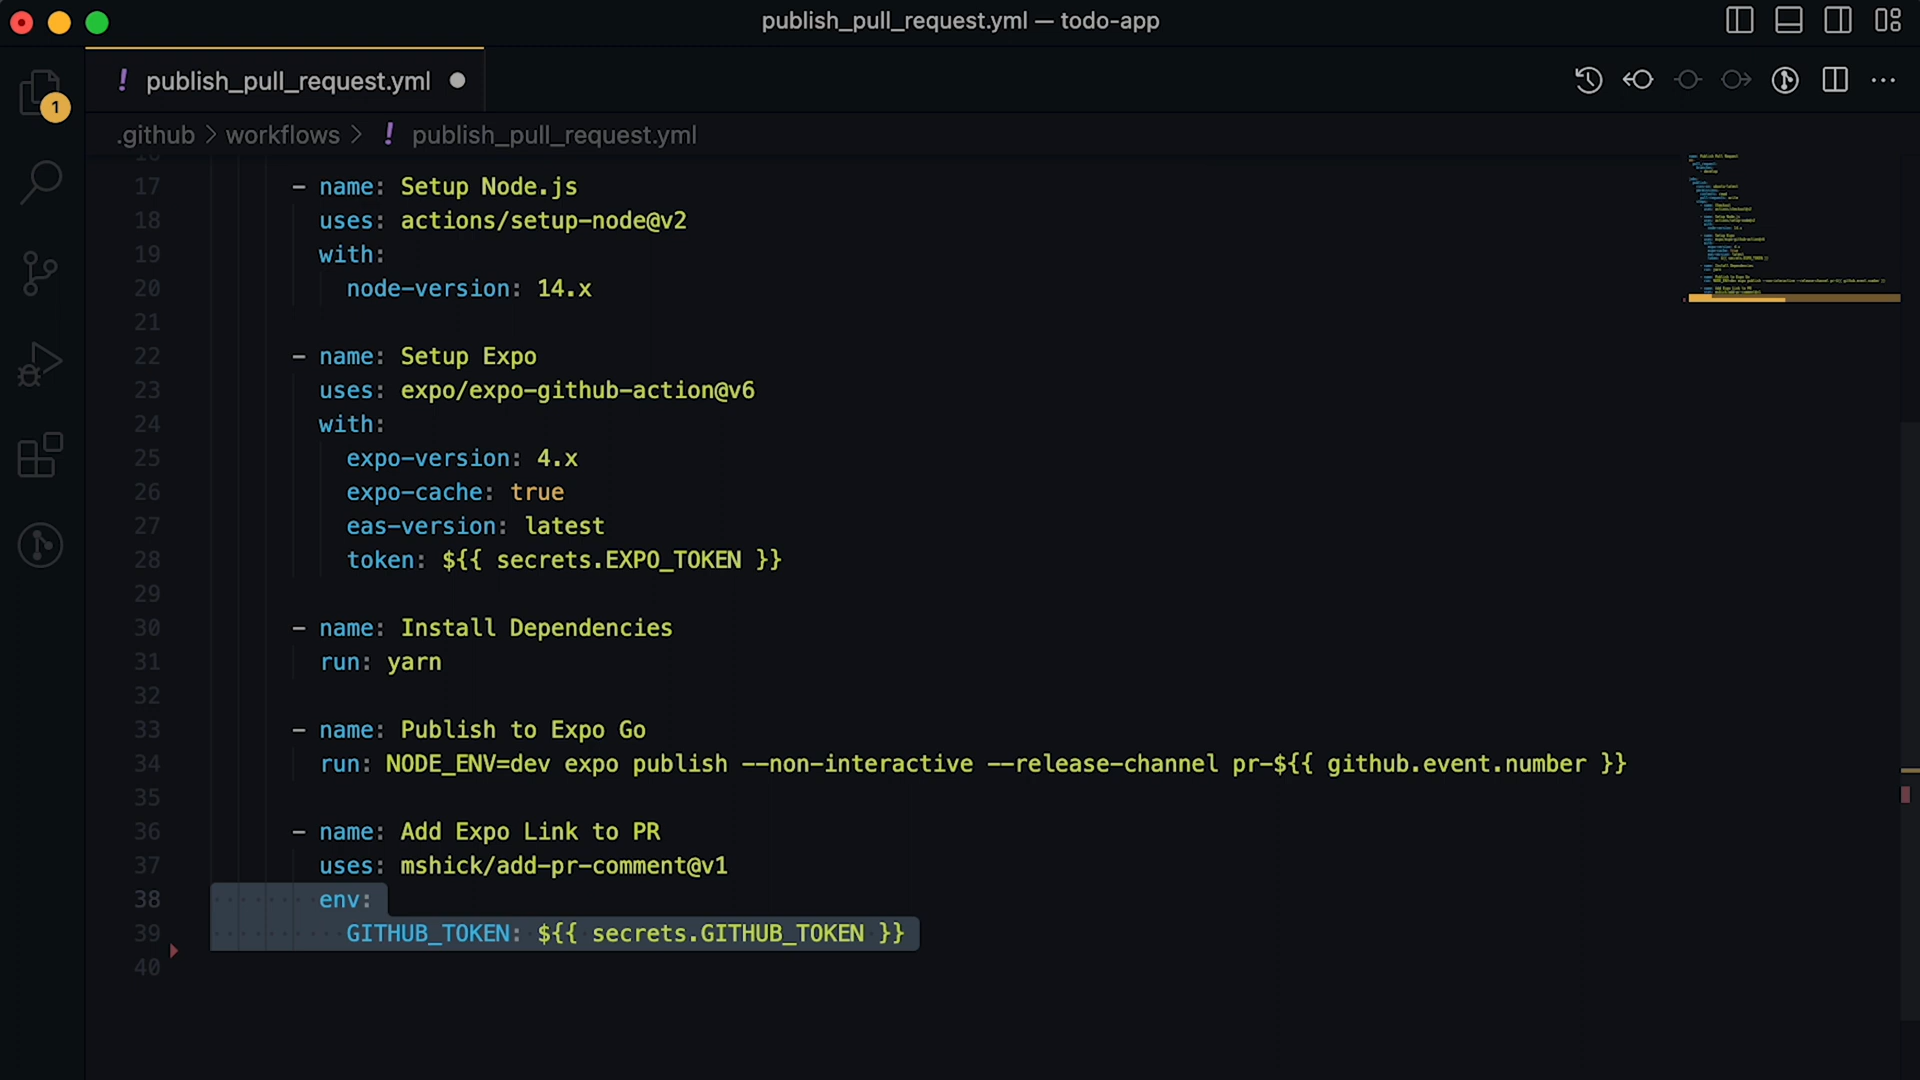 publish_pull_request.yml — todo-app
! publish_pull_request.yml
1
.github > workflows > ! publish_pull_request.yml
17 - name: Setup Node.js
18 uses: actions/setup-node@v2
19 with:
20 node-version: 14.x
21
22 - name: Setup Expo
23 uses: expo/expo-github-action@v6
24 with:
25 expo-version: 4.x
26 expo-cache: true
27 eas-version: latest
28 token: ${{ secrets.EXPO_TOKEN }}
29
30 - name: Install Dependencies
31 run: yarn
32
33 - name: Publish to Expo Go
34 run: NODE_ENV=dev expo publish --non-interactive --release-channel pr-${{ github.event.number }}
35
36 - name: Add Expo Link to PR
37 uses: mshick/add-pr-comment@v1
38 env:
39 GITHUB_TOKEN: ${{ secrets.GITHUB_TOKEN }}
40